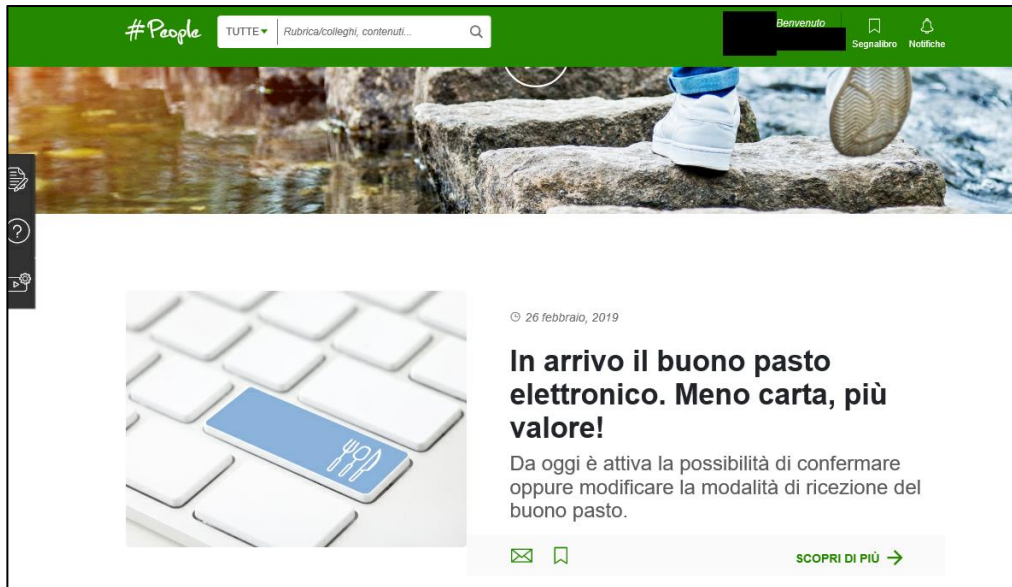 #People
TUTTE
Rubrica/colleghi, contenuti...
Benvenuto
Segnalibro
Notifiche
26 febbraio, 2019
In arrivo il buono pasto
elettronico. Meno carta, più
valore!
Da oggi è attiva la possibilità di confermare
oppure modificare la modalità di ricezione del
buono pasto.
SCOPRI DI PIÙ